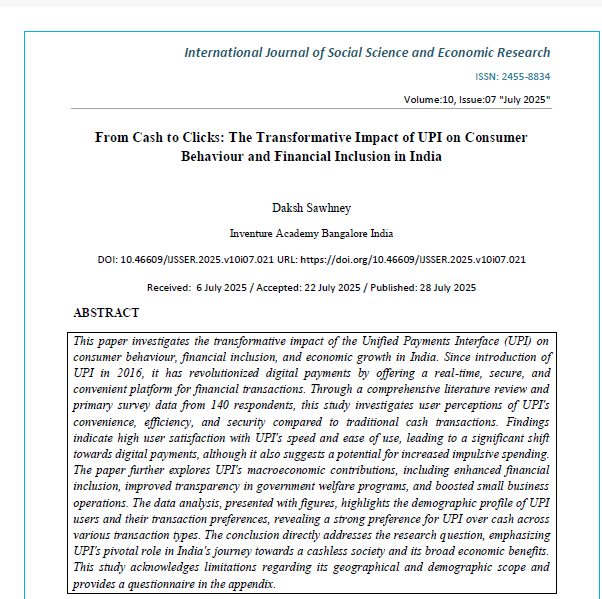 International Journal of Social Science and Economic Research
ISSN: 2455-8834
Volume:10, Issue:07 "July 2025"
From Cash to Clicks: The Transformative Impact of UPI on Consumer
Behaviour and Financial Inclusion in India
Daksh Sawhney
Inventure Academy Bangalore India
DOI: 10.46609/IJSSER.2025.v10i07.021 URL: https://doi.org/10.46609/IJSSER.2025.v10i07.021
Received: 6 July 2025 / Accepted: 22 July 2025 / Published: 28 July 2025
ABSTRACT
This paper investigates the transformative impact of the Unified Payments Interface (UPI) on
consumer behaviour, financial inclusion, and economic growth in India. Since introduction of
UPI in 2016, it has revolutionized digital payments by offering a real-time, secure, and
convenient platform for financial transactions. Through a comprehensive literature review and
primary survey data from 140 respondents, this study investigates user perceptions of UPI's
convenience, efficiency, and security compared to traditional cash transactions. Findings
indicate high user satisfaction with UPI's speed and ease of use, leading to a significant shift
towards digital payments, although it also suggests a potential for increased impulsive spending.
The paper further explores UPI's macroeconomic contributions, including enhanced financial
inclusion, improved transparency in government welfare programs, and boosted small business
operations. The data analysis, presented with figures, highlights the demographic profile of UPI
users and their transaction preferences, revealing a strong preference for UPI over cash across
various transaction types. The conclusion directly addresses the research question, emphasizing
UPI's pivotal role in India's journey towards a cashless society and its broad economic benefits.
This study acknowledges limitations regarding its geographical and demographic scope and
provides a questionnaire in the appendix.